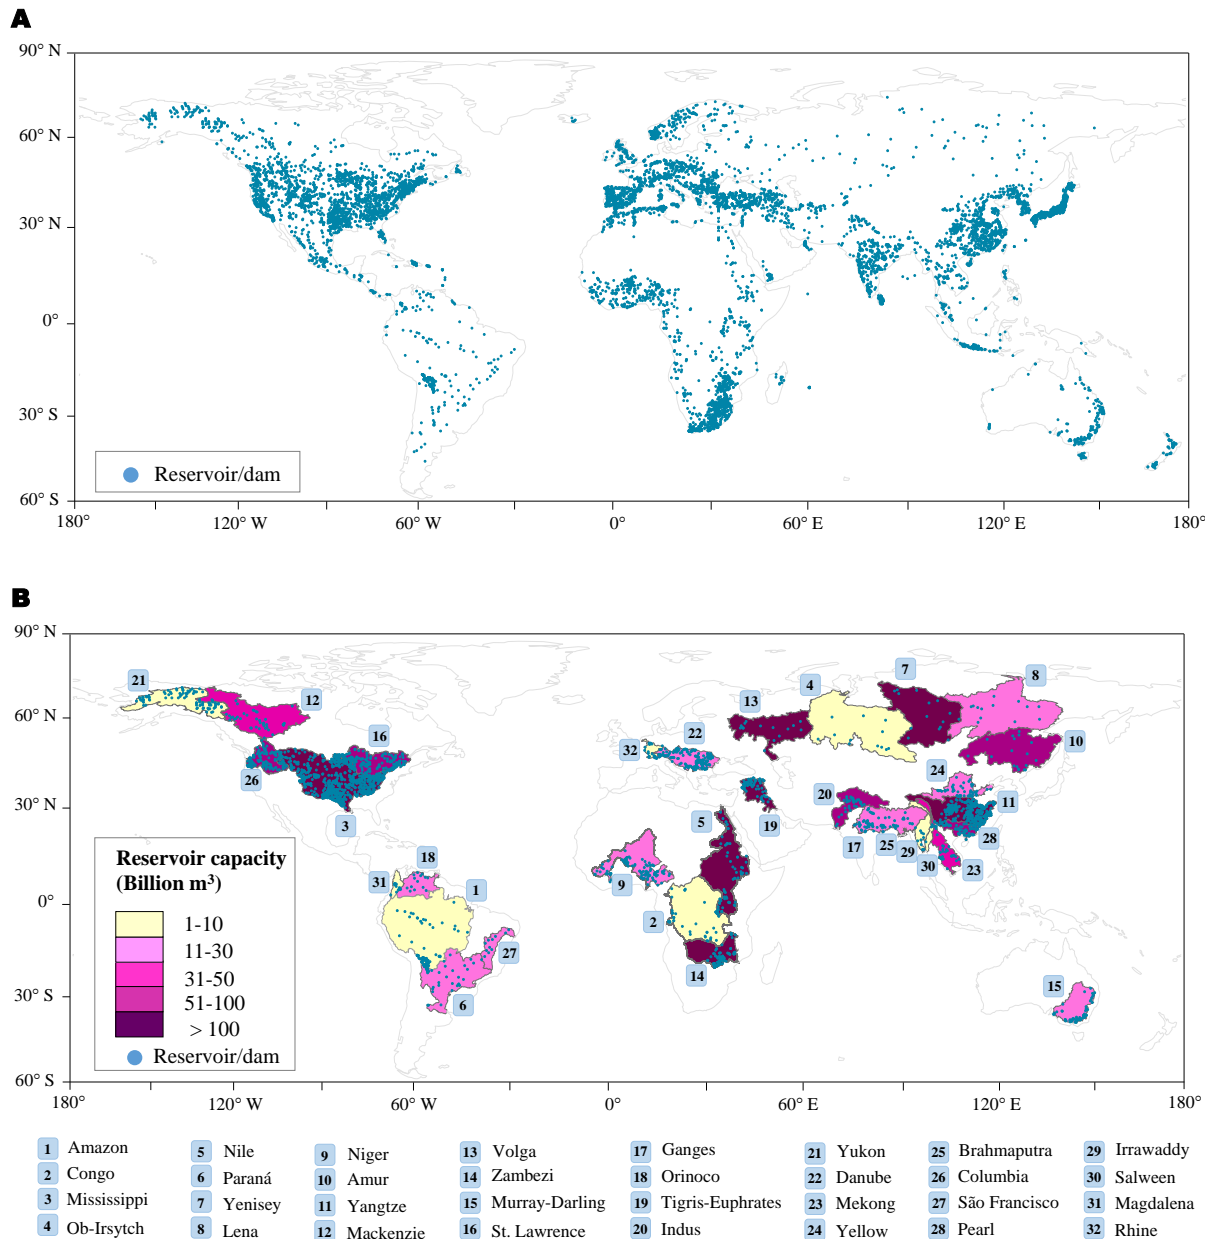 A
90° N
60° N
30° N
0°
30° S
60° S
Reservoir/dam
180°
120° W
60° W
0°
60° E
120° E
180°
B
90° N
60° N
30° N
0°
30° S
60° S
21
12
16
26
3
18
31
1
27
6
32
22
13
4
7
8
10
24
11
28
20
17
25
29
30
23
19
5
9
2
14
15
Reservoir capacity
(Billion m³)
1-10
11-30
31-50
51-100
> 100
Reservoir/dam
180°
120° W
60° W
0°
60° E
120° E
180°
1 Amazon
2 Congo
3 Mississippi
4 Ob-Irsytch
5 Nile
6 Paraná
7 Yenisey
8 Lena
9 Niger
10 Amur
11 Yangtze
12 Mackenzie
13 Volga
14 Zambezi
15 Murray-Darling
16 St. Lawrence
17 Ganges
18 Orinoco
19 Tigris-Euphrates
20 Indus
21 Yukon
22 Danube
23 Mekong
24 Yellow
25 Brahmaputra
26 Columbia
27 São Francisco
28 Pearl
29 Irrawaddy
30 Salween
31 Magdalena
32 Rhine